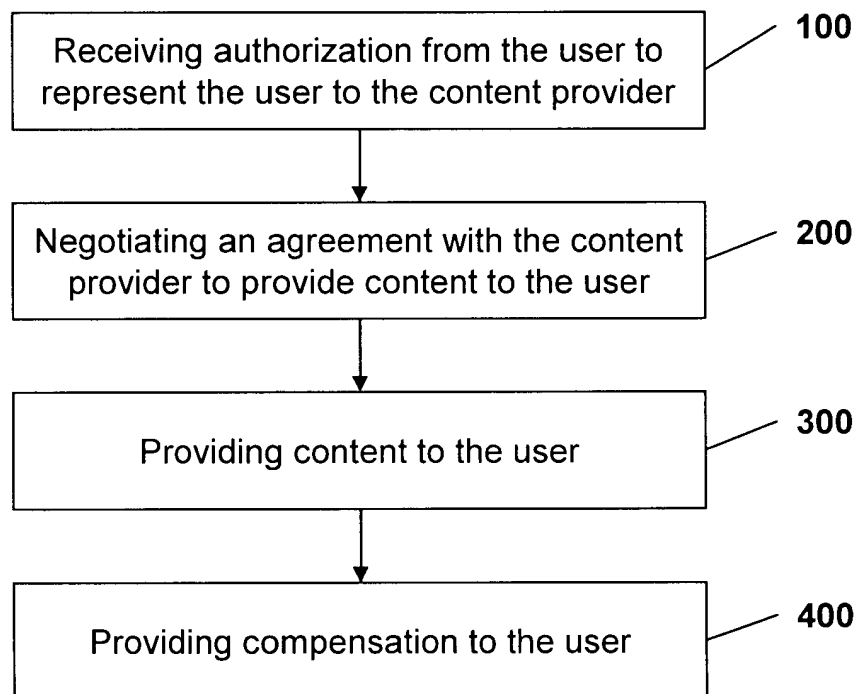 Receiving authorization from the user to
represent the user to the content provider
100
Negotiating an agreement with the content
provider to provide content to the user
200
Providing content to the user
300
Providing compensation to the user
400